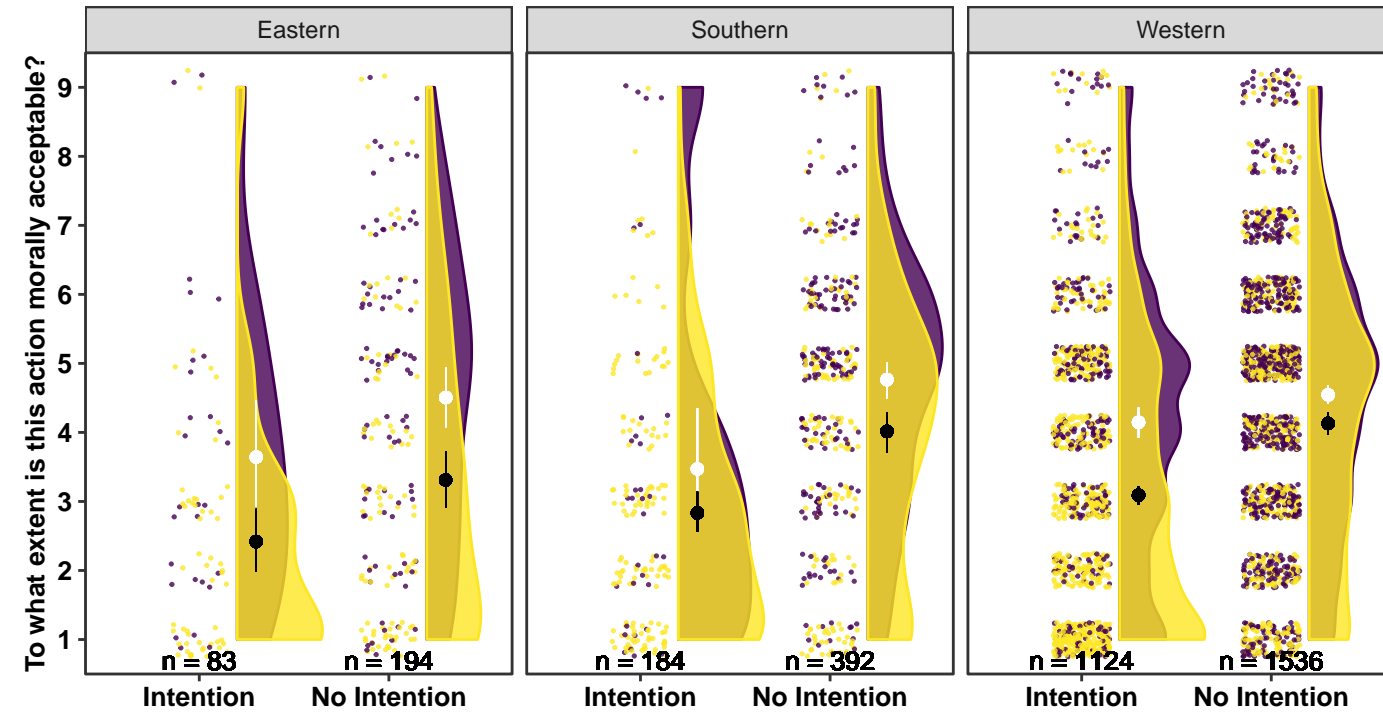 Eastern
Southern
Western
To what extent is this action morally acceptable?
9
8
7
6
5
4
3
2
1
n = 83
n = 194
n = 184
n = 392
n = 1124
n = 1536
Intention
No Intention
Intention
No Intention
Intention
No Intention